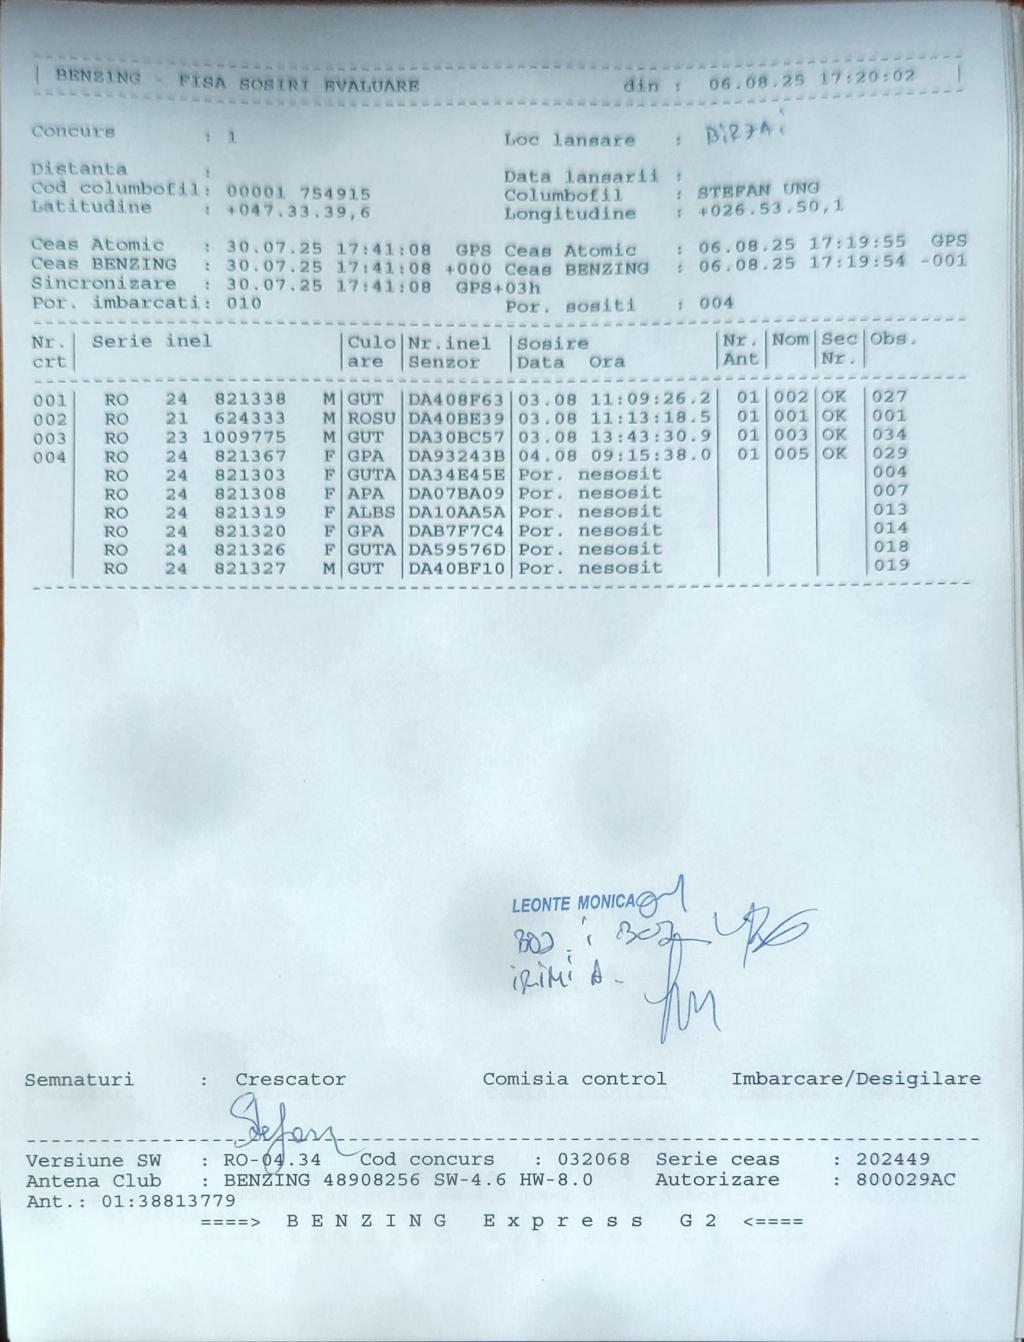 BENZING - FISA SOSIRI EVALUARE din : 06.08.25 17:20:02
Concurs : 1 Loc lansare : BIRZAI
Distanta : Data lansarii :
Cod columbofil: 00001 754915 Columbofil : STEFAN UNG
Latitudine : +047.33.39,6 Longitudine : +026.53.50,1
Ceas Atomic : 30.07.25 17:41:08 GPS Ceas Atomic : 06.08.25 17:19:55 GPS
Ceas BENZING : 30.07.25 17:41:08 +000 Ceas BENZING : 06.08.25 17:19:54 -001
Sincronizare : 30.07.25 17:41:08 GPS+03h
Por. imbarcati: 010 Por. sositi : 004
Nr. Serie inel Culo Nr.inel Sosire Nr. Nom Sec Obs.
crt are Senzor Data Ora Ant Nr.
001 RO 24 821338 M GUT DA408F63 03.08 11:09:26.2 01 002 OK 027
002 RO 21 624333 M ROSU DA40BE39 03.08 11:13:18.5 01 001 OK 001
003 RO 23 1009775 M GUT DA30BC57 03.08 13:43:30.9 01 003 OK 034
004 RO 24 821367 F GPA DA93243B 04.08 09:15:38.0 01 005 OK 029
RO 24 821303 F GUTA DA34E45E Por. nesosit 004
RO 24 821308 F APA DA07BA09 Por. nesosit 007
RO 24 821319 F ALBS DA10AA5A Por. nesosit 013
RO 24 821320 F GPA DAB7F7C4 Por. nesosit 014
RO 24 821326 F GUTA DA59576D Por. nesosit 018
RO 24 821327 M GUT DA40BF10 Por. nesosit 019
LEONTE MONICA
IRIMI A.
Semnaturi : Crescator Comisia control Imbarcare/Desigilare
Stefan
Versiune SW : RO-04.34 Cod concurs : 032068 Serie ceas : 202449
Antena Club : BENZING 48908256 SW-4.6 HW-8.0 Autorizare : 800029AC
Ant.: 01:38813779
====> B E N Z I N G E x p r e s s G 2 <====